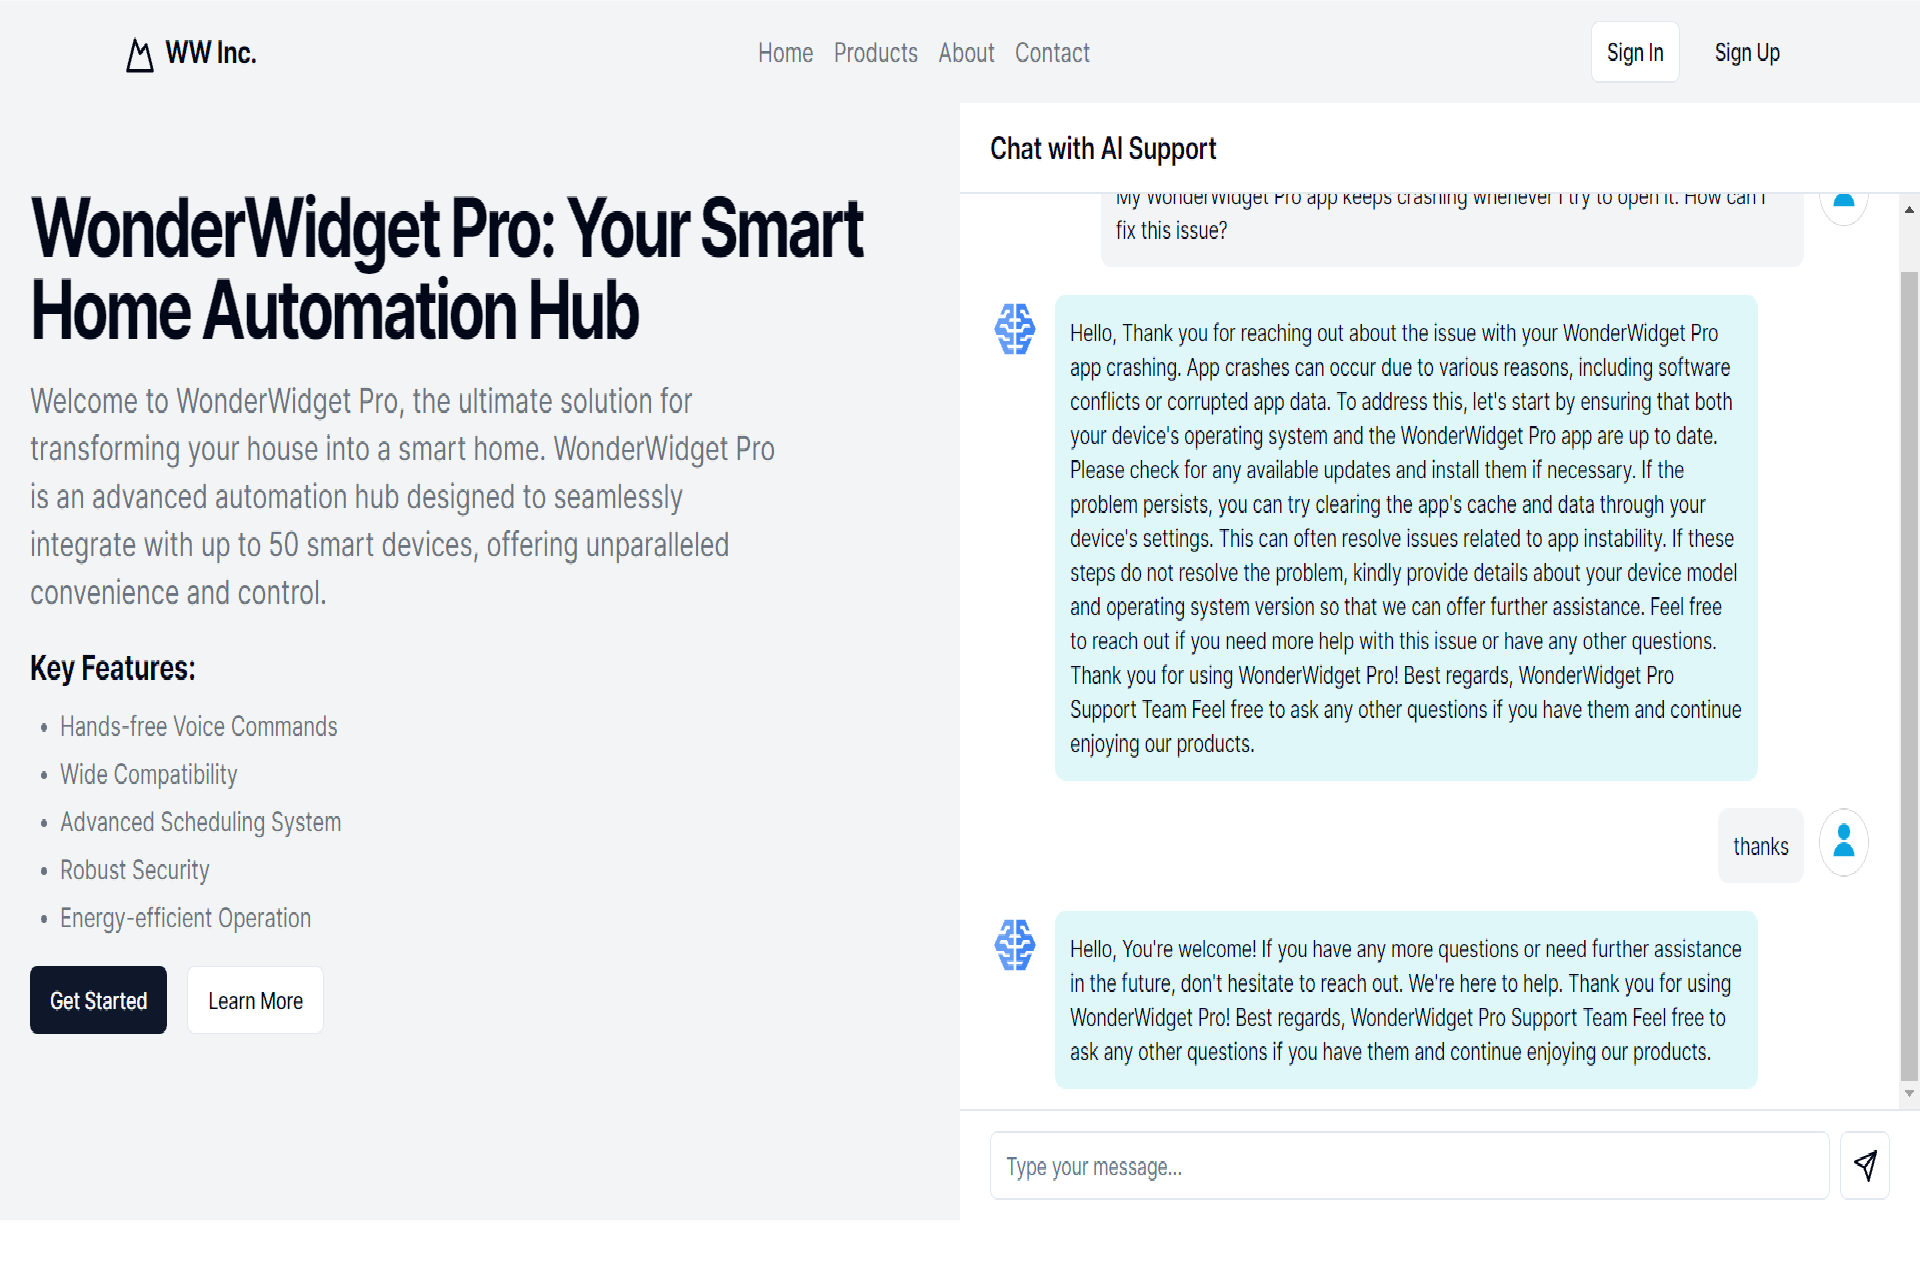 WW Inc.
Home Products About Contact
Sign In Sign Up
WonderWidget Pro: Your Smart
Home Automation Hub
Welcome to WonderWidget Pro, the ultimate solution for
transforming your house into a smart home. WonderWidget Pro
is an advanced automation hub designed to seamlessly
integrate with up to 50 smart devices, offering unparalleled
convenience and control.
Key Features:
• Hands-free Voice Commands
• Wide Compatibility
• Advanced Scheduling System
• Robust Security
• Energy-efficient Operation
Get Started Learn More
Chat with AI Support
My WonderWidget Pro app keeps crashing whenever I try to open it. How can I
fix this issue?
Hello, Thank you for reaching out about the issue with your WonderWidget Pro
app crashing. App crashes can occur due to various reasons, including software
conflicts or corrupted app data. To address this, let's start by ensuring that both
your device's operating system and the WonderWidget Pro app are up to date.
Please check for any available updates and install them if necessary. If the
problem persists, you can try clearing the app's cache and data through your
device's settings. This can often resolve issues related to app instability. If these
steps do not resolve the problem, kindly provide details about your device model
and operating system version so that we can offer further assistance. Feel free
to reach out if you need more help with this issue or have any other questions.
Thank you for using WonderWidget Pro! Best regards, WonderWidget Pro
Support Team Feel free to ask any other questions if you have them and continue
enjoying our products.
thanks
Hello, You're welcome! If you have any more questions or need further assistance
in the future, don't hesitate to reach out. We're here to help. Thank you for using
WonderWidget Pro! Best regards, WonderWidget Pro Support Team Feel free to
ask any other questions if you have them and continue enjoying our products.
Type your message...